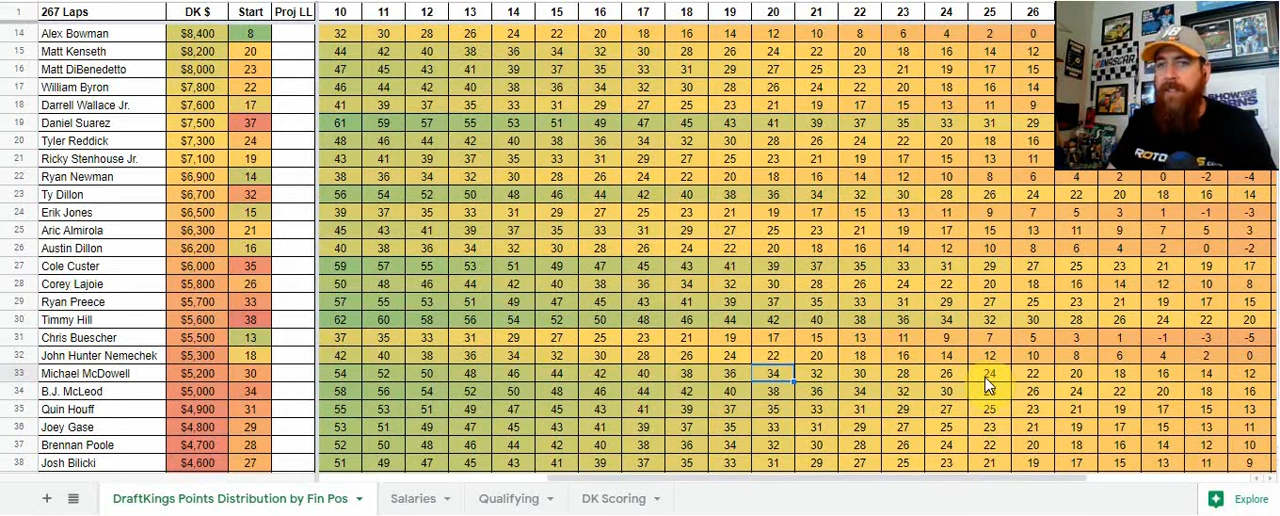 1 267 Laps DK $ Start Proj LL 10 11 12 13 14 15 16 17 18 19 20 21 22 23 24 25 26
14 Alex Bowman $8,400 8 32 30 28 26 24 22 20 18 16 14 12 10 8 6 4 2 0
15 Matt Kenseth $8,200 20 44 42 40 38 36 34 32 30 28 26 24 22 20 18 16 14 12
16 Matt DiBenedetto $8,000 23 47 45 43 41 39 37 35 33 31 29 27 25 23 21 19 17 15
17 William Byron $7,800 22 46 44 42 40 38 36 34 32 30 28 26 24 22 20 18 16 14
18 Darrell Wallace Jr. $7,600 17 41 39 37 35 33 31 29 27 25 23 21 19 17 15 13 11 9
19 Daniel Suarez $7,500 37 61 59 57 55 53 51 49 47 45 43 41 39 37 35 33 31 29
20 Tyler Reddick $7,300 24 48 46 44 42 40 38 36 34 32 30 28 26 24 22 20 18 16
21 Ricky Stenhouse Jr. $7,100 19 43 41 39 37 35 33 31 29 27 25 23 21 19 17 15 13 11
22 Ryan Newman $6,900 14 38 36 34 32 30 28 26 24 22 20 18 16 14 12 10 8 6 4 2 0 -2 -4
23 Ty Dillon $6,700 32 56 54 52 50 48 46 44 42 40 38 36 34 32 30 28 26 24 22 20 18 16 14
24 Erik Jones $6,500 15 39 37 35 33 31 29 27 25 23 21 19 17 15 13 11 9 7 5 3 1 -1 -3
25 Aric Almirola $6,300 21 45 43 41 39 37 35 33 31 29 27 25 23 21 19 17 15 13 11 9 7 5 3
26 Austin Dillon $6,200 16 40 38 36 34 32 30 28 26 24 22 20 18 16 14 12 10 8 6 4 2 0 -2
27 Cole Custer $6,000 35 59 57 55 53 51 49 47 45 43 41 39 37 35 33 31 29 27 25 23 21 19 17
28 Corey Lajoie $5,800 26 50 48 46 44 42 40 38 36 34 32 30 28 26 24 22 20 18 16 14 12 10 8
29 Ryan Preece $5,700 33 57 55 53 51 49 47 45 43 41 39 37 35 33 31 29 27 25 23 21 19 17 15
30 Timmy Hill $5,600 38 62 60 58 56 54 52 50 48 46 44 42 40 38 36 34 32 30 28 26 24 22 20
31 Chris Buescher $5,500 13 37 35 33 31 29 27 25 23 21 19 17 15 13 11 9 7 5 3 1 -1 -3 -5
32 John Hunter Nemechek $5,300 18 42 40 38 36 34 32 30 28 26 24 22 20 18 16 14 12 10 8 6 4 2 0
33 Michael McDowell $5,200 30 54 52 50 48 46 44 42 40 38 36 34 32 30 28 26 24 22 20 18 16 14 12
34 B.J. McLeod $5,000 34 58 56 54 52 50 48 46 44 42 40 38 36 34 32 30 28 26 24 22 20 18 16
35 Quin Houff $4,900 31 55 53 51 49 47 45 43 41 39 37 35 33 31 29 27 25 23 21 19 17 15 13
36 Joey Gase $4,800 29 53 51 49 47 45 43 41 39 37 35 33 31 29 27 25 23 21 19 17 15 13 11
37 Brennan Poole $4,700 28 52 50 48 46 44 42 40 38 36 34 32 30 28 26 24 22 20 18 16 14 12 10
38 Josh Bilicki $4,600 27 51 49 47 45 43 41 39 37 35 33 31 29 27 25 23 21 19 17 15 13 11 9
DraftKings Points Distribution by Fin Pos Salaries Qualifying DK Scoring Explore
NASCAR
ROTO